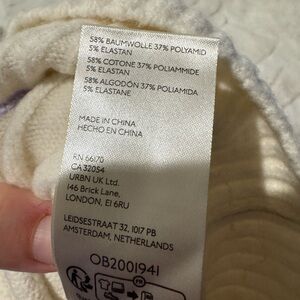 58% BAUMWOLLE 37% POLYAMID
5% ELASTAN
58% COTONE 37% POLIAMMIDE
5% ELASTAN
58% ALGODÓN 37% POLIAMIDA
5% ELASTANE
MADE IN CHINA
HECHO EN CHINA
RN 66170
CA 32054
URBN UK Ltd.
146 Brick Lane,
LONDON, E1 6RU
LEIDSESTRAAT 32, 1017 PB
AMSTERDAM, NETHERLANDS
OB2001941
FR